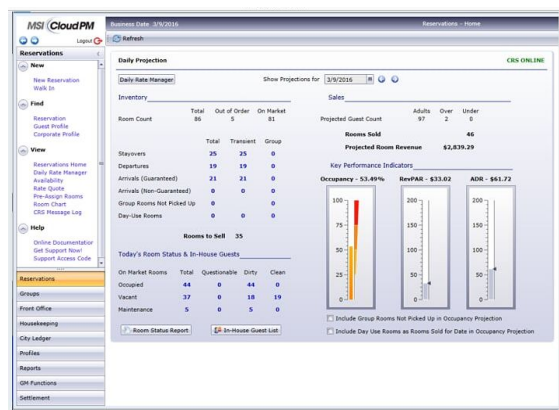 MSI CloudPM
Logout
Business Date 3/9/2016
Reservations - Home
Refresh
Reservations
New
New Reservation
Walk In
Find
Reservation
Guest Profile
Corporate Profile
View
Reservations Home
Daily Rate Manager
Availability
Rate Quote
Pre-Assign Rooms
Room Chart
CRS Message Log
Help
Online Documentation
Get Support Now!
Support Access Code
Reservations
Groups
Front Office
Housekeeping
City Ledger
Profiles
Reports
GM Functions
Settlement
Daily Projection
CRS ONLINE
Daily Rate Manager
Show Projections for 3/9/2016
Inventory
Total Out of Order On Market
Room Count 86 5 81
Total Transient Group
Stayovers 25 25 0
Departures 19 19 0
Arrivals (Guaranteed) 21 21 0
Arrivals (Non-Guaranteed) 0 0 0
Group Rooms Not Picked Up 0 0
Day-Use Rooms 0 0 0
Rooms to Sell 35
Today's Room Status & In-House Guests
On Market Rooms Total Questionable Dirty Clean
Occupied 44 0 44 0
Vacant 37 0 18 19
Maintenance 5 0 5 0
Room Status Report
In-House Guest List
Sales
Adults Over Under
Projected Guest Count 97 2 0
Rooms Sold 46
Projected Room Revenue $2,839.29
Key Performance Indicators
Occupancy - 53.49% RevPAR - $33.02 ADR - $61.72
100 200 200
75 150 150
50 100 100
25 50 50
0 0 0
Include Group Rooms Not Picked Up in Occupancy Projection
Include Day Use Rooms as Rooms Sold for Date in Occupancy Projection